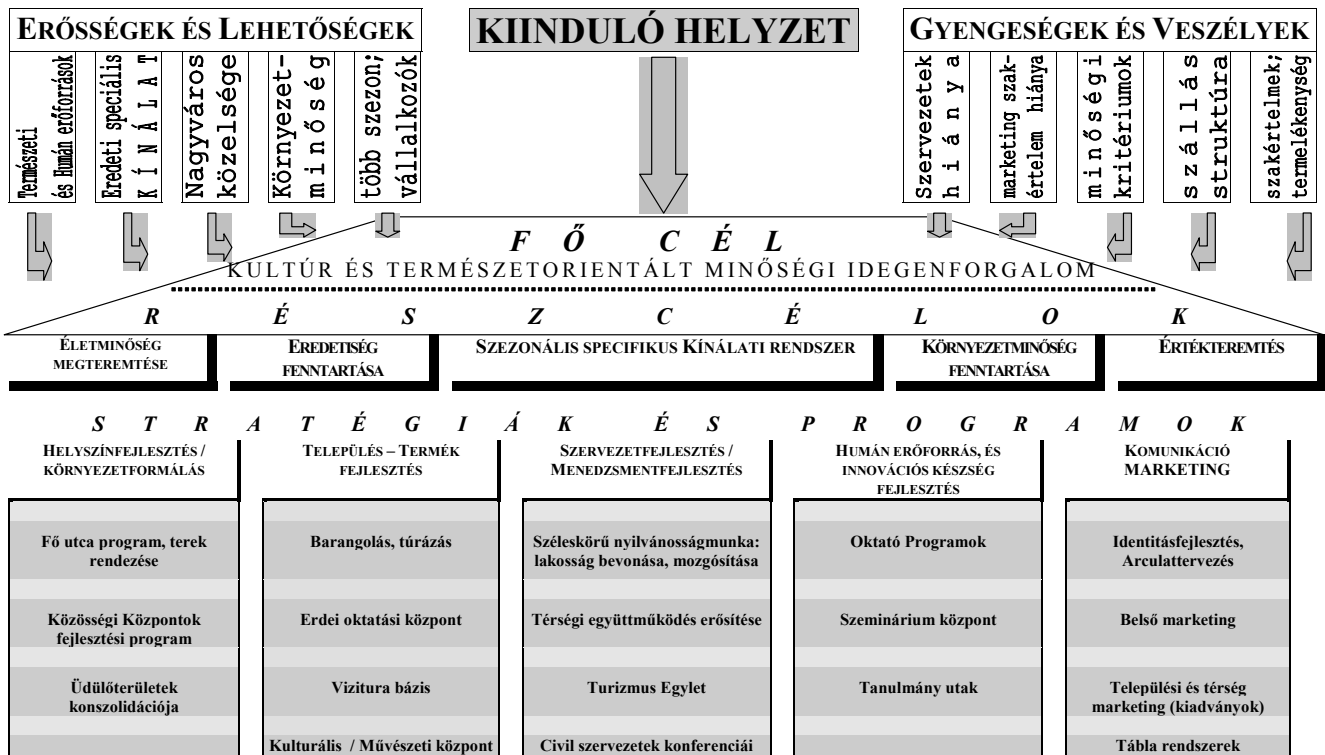 ERŐSSÉGEK ÉS LEHETŐSÉGEK
KIINDULÓ HELYZET
GYENGESÉGEK ÉS VESZÉLYEK
Természeti
és Humán erőforrások
Eredeti speciális
KÍNÁLAT
Nagyváros
közelsége
Környezet-
minőség
több szezon;
vállalkozók
Szervezetek
hiánya
marketing szak-
értelem hiánya
minőségi
kritériumok
szállás
struktúra
szakértelmek;
termelékenység
FŐ CÉL
KULTÚR ÉS TERMÉSZETORIENTÁLT MINŐSÉGI IDEGENFORGALOM
RÉSZCÉLOK
ÉLETMINŐSÉG
MEGTEREMTÉSE
EREDETISÉG
FENNTARTÁSA
SZEZONÁLIS SPECIFIKUS KÍNÁLATI RENDSZER
KÖRNYEZETMINŐSÉG
FENNTARTÁSA
ÉRTÉKTEREMTÉS
STRATÉGIÁK ÉS PROGRAMOK
HELYSZÍNFEJLESZTÉS /
KÖRNYEZETFORMÁLÁS
TELEPÜLÉS – TERMÉK
FEJLESZTÉS
SZERVEZETFEJLESZTÉS /
MENEDZSMENTFEJLESZTÉS
HUMÁN ERŐFORRÁS, ÉS
INNOVÁCIÓS KÉSZSÉG
FEJLESZTÉS
KOMUNIKÁCIÓ
MARKETING
Fő utca program, terek
rendezése
Barangolás, túrázás
Széleskörű nyilvánosságmunka:
lakosság bevonása, mozgósítása
Oktató Programok
Identitásfejlesztés,
Arculattervezés
Közösségi Központok
fejlesztési program
Erdei oktatási központ
Térségi együttműködés erősítése
Szeminárium központ
Belső marketing
Üdülőterületek
konszolidációja
Vizitura bázis
Turizmus Egylet
Tanulmány utak
Települési és térség
marketing (kiadványok)
Kulturális / Művészeti központ
Civil szervezetek konferenciái
Tábla rendszerek